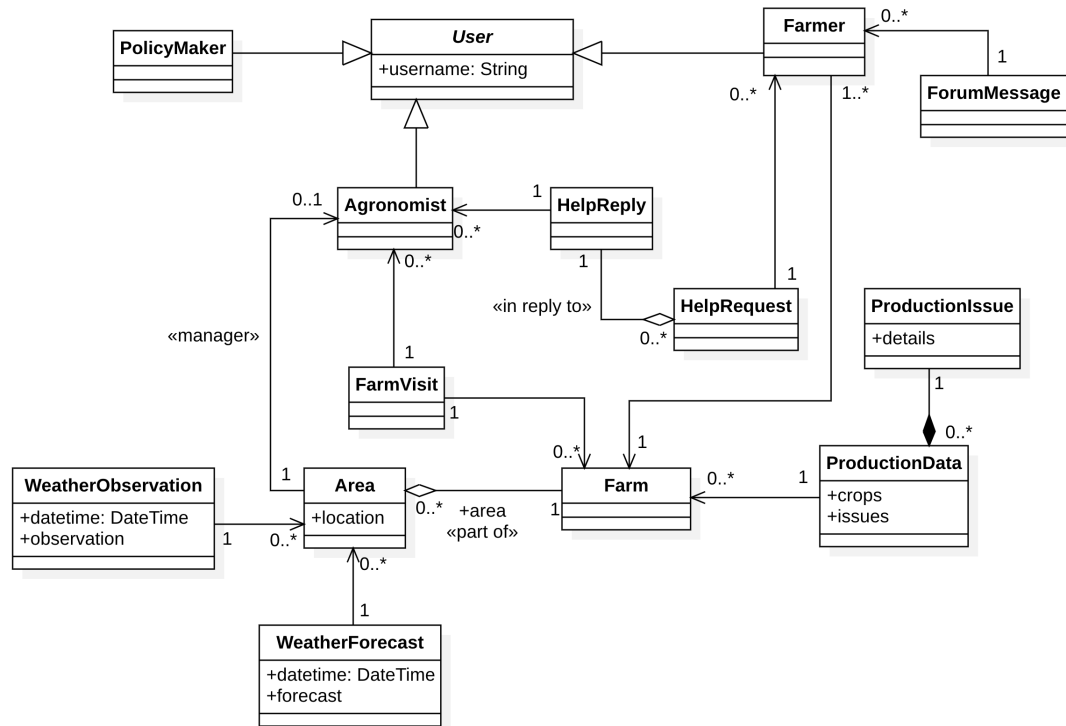 PolicyMaker
User
+username: String
Farmer
0..*
1
ForumMessage
0..*
1..*
0..1
Agronomist
1
0..*
HelpReply
0..*
1
1
«in reply to»
HelpRequest
0..*
ProductionIssue
+details
«manager»
1
FarmVisit
1
1
0..*
0..*
1
ProductionData
+crops
+issues
WeatherObservation
+datetime: DateTime
+observation
1
0..*
1
Area
+location
0..*
+area
«part of»
1
Farm
1
0..*
0..*
1
WeatherForecast
+datetime: DateTime
+forecast